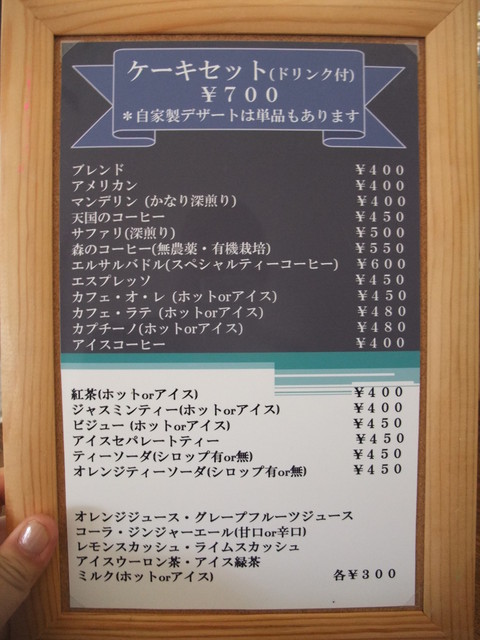 ケーキセット(ドリンク付)
￥７００
＊自家製デザートは単品もあります
ブレンド ￥４００
アメリカン ￥４００
マンデリン (かなり深煎り) ￥４００
天国のコーヒー ￥４５０
サファリ(深煎り) ￥５００
森のコーヒー(無農薬・有機栽培) ￥５５０
エルサルバドル(スペシャルティーコーヒー) ￥６００
エスプレッソ ￥４５０
カフェ・オ・レ (ホットorアイス) ￥４５０
カフェ・ラテ (ホットorアイス) ￥４８０
カプチーノ(ホットorアイス) ￥４８０
アイスコーヒー ￥４００
紅茶(ホットorアイス) ￥４００
ジャスミンティー(ホットorアイス) ￥４００
ビジュー (ホットorアイス) ￥４５０
アイスセパレートティー ￥４５０
ティーソーダ(シロップ有or無) ￥４５０
オレンジティーソーダ(シロップ有or無) ￥４５０
オレンジジュース・グレープフルーツジュース
コーラ・ジンジャーエール(甘口or辛口)
レモンスカッシュ・ライムスカッシュ
アイスウーロン茶・アイス緑茶
ミルク(ホットorアイス) 各￥３００